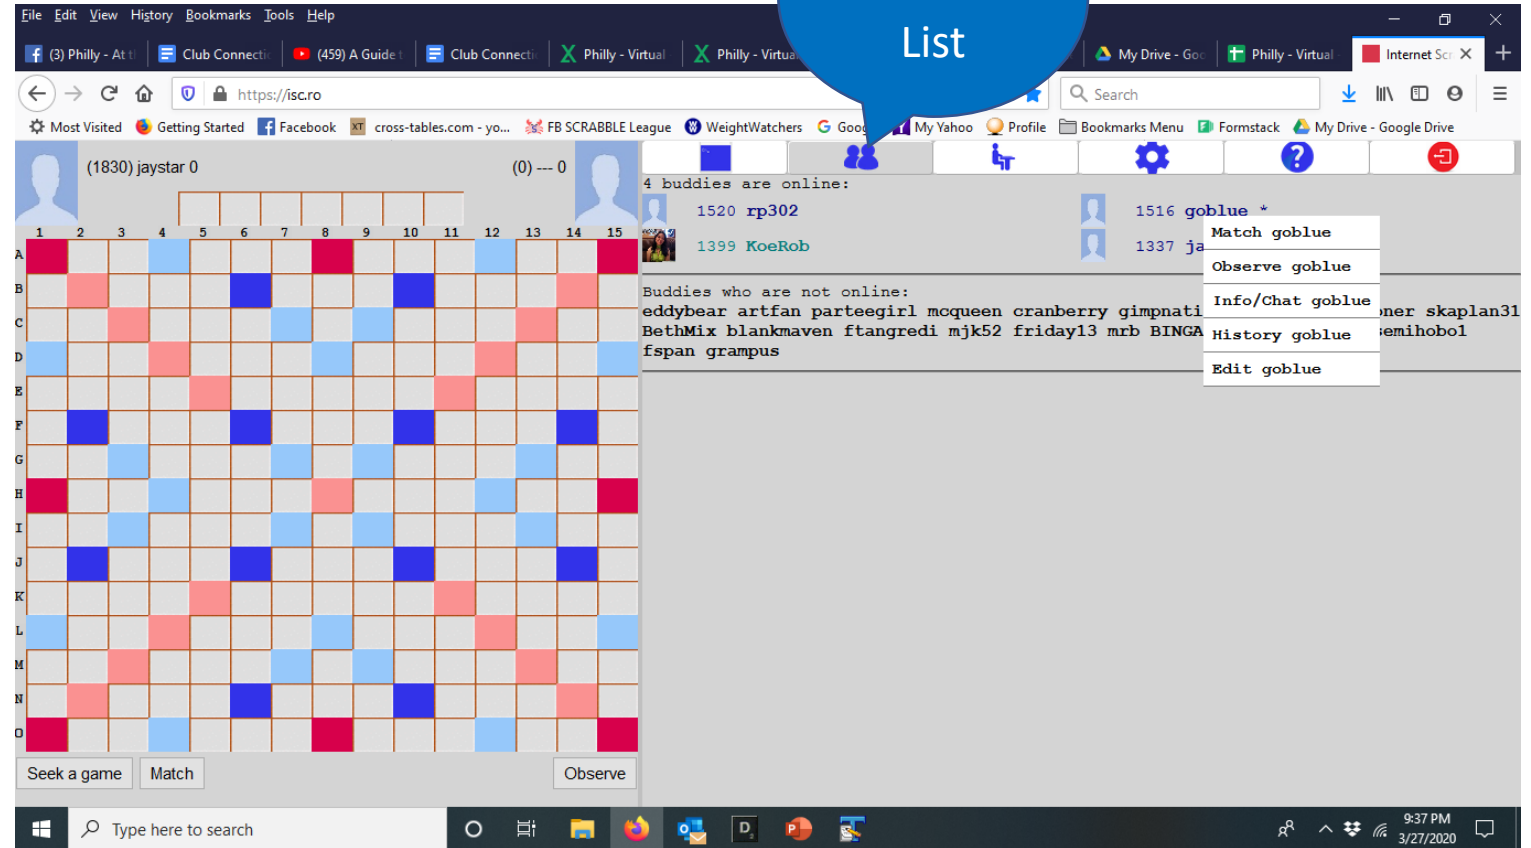 List
File Edit View History Bookmarks Tools Help
(3) Philly - At t
Club Connectic
(459) A Guide t
Club Connecti
Philly - Virtual
Philly - Virtua
My Drive - Goo
Philly - Virtual
Internet Scr
https://isc.ro
Search
Most Visited Getting Started Facebook XT cross-tables.com - yo... FB SCRABBLE League WeightWatchers Goog My Yahoo Profile Bookmarks Menu Formstack My Drive - Google Drive
(1830) jaystar 0 (0) --- 0
1 2 3 4 5 6 7 8 9 10 11 12 13 14 15
A
B
C
D
E
F
G
H
I
J
K
L
M
N
O
Seek a game Match Observe
4 buddies are online:
1520 rp302 1516 goblue *
1399 KoeRob 1337 ja
Match goblue
Observe goblue
Info/Chat goblue
History goblue
Edit goblue
Buddies who are not online:
eddybear artfan parteegirl mcqueen cranberry gimpnati oner skaplan31
BethMix blankmaven ftangredi mjk52 friday13 mrb BINGA semihobo1
fspan grampus
Type here to search
9:37 PM
3/27/2020